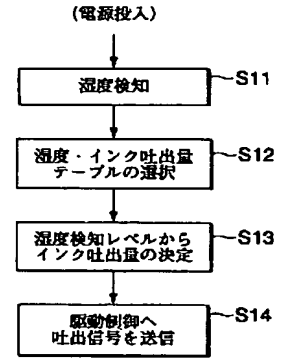 (電源投入)
湿度検知
S11
湿度・インク吐出量
テーブルの選択
S12
湿度検知レベルから
インク吐出量の決定
S13
駆動制御へ
吐出信号を送信
S14